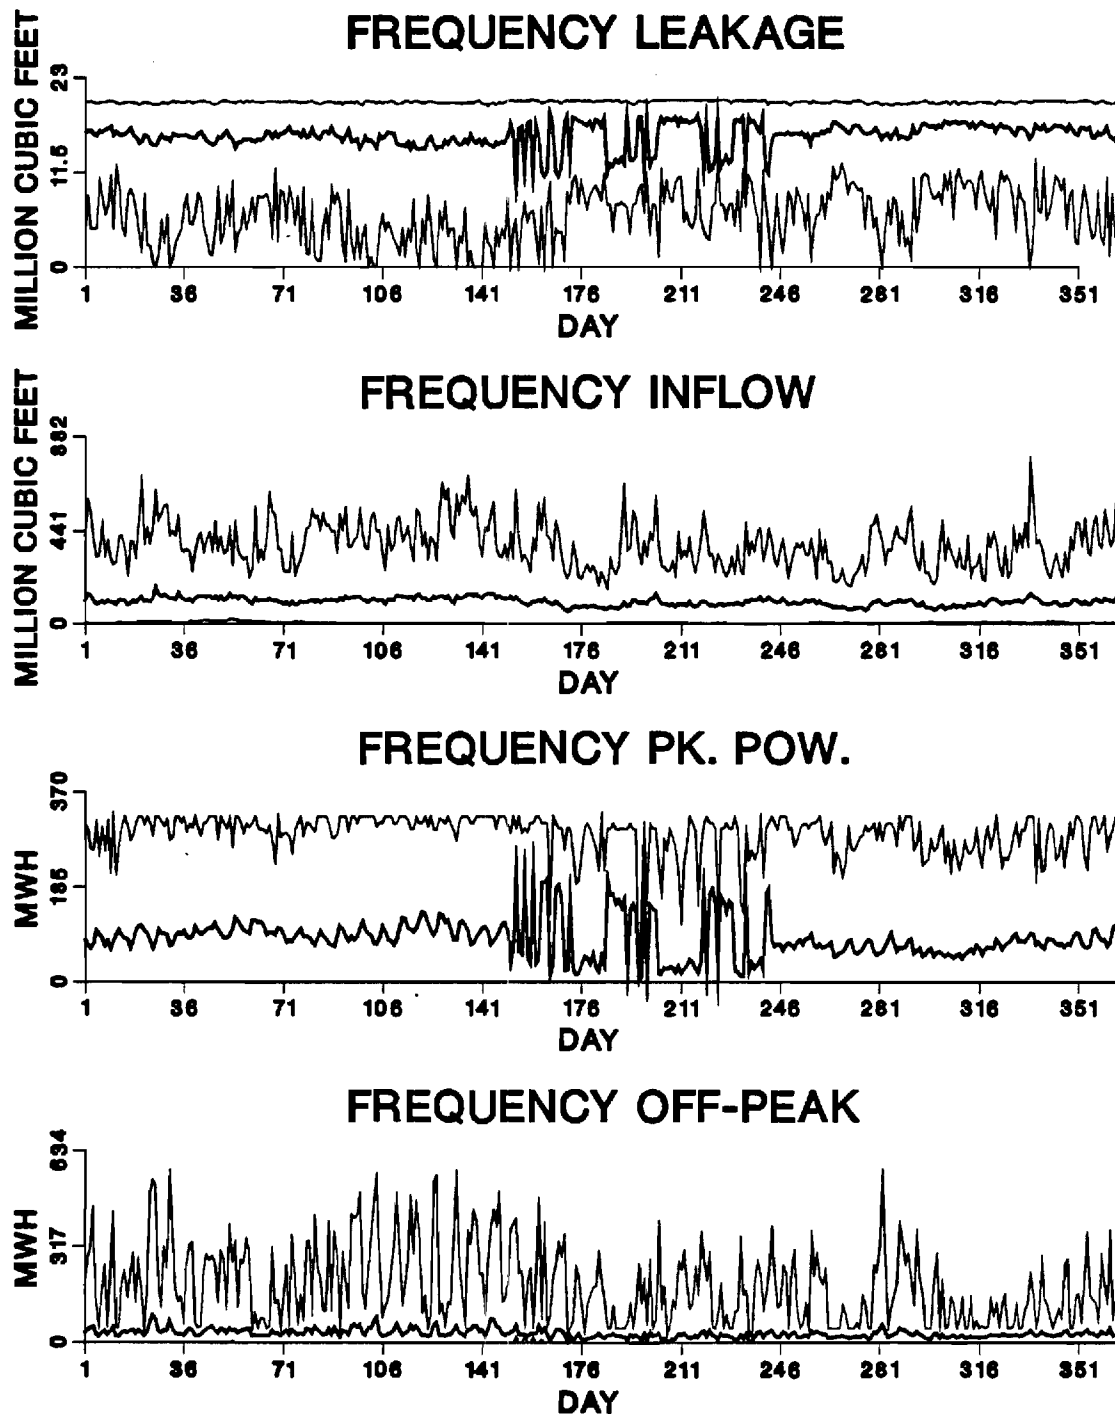 FREQUENCY LEAKAGE
MILLION CUBIC FEET
23
11.5
0
1 36 71 106 141 176 211 246 281 316 351
DAY
FREQUENCY INFLOW
MILLION CUBIC FEET
882
441
0
1 36 71 106 141 176 211 246 281 316 351
DAY
FREQUENCY PK. POW.
MWH
370
185
0
1 36 71 106 141 176 211 246 281 316 351
DAY
FREQUENCY OFF-PEAK
MWH
634
317
0
1 36 71 106 141 176 211 246 281 316 351
DAY